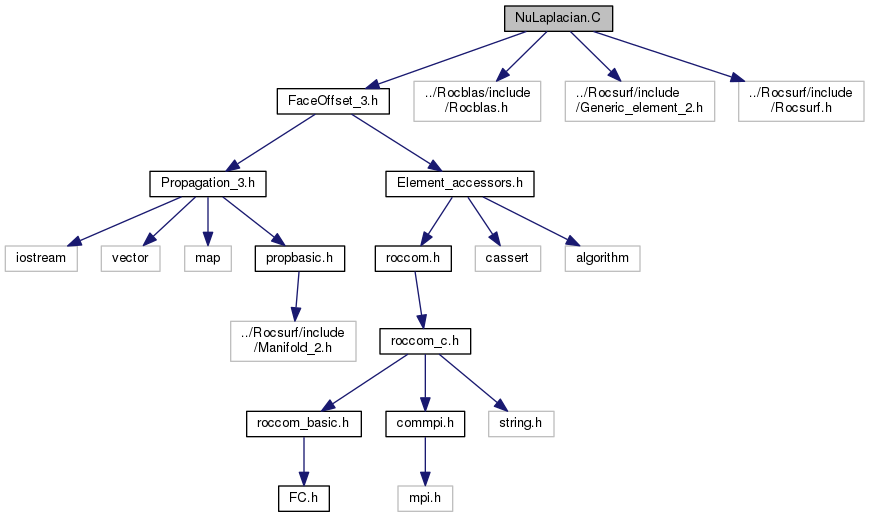 NuLaplacian.C
FaceOffset_3.h
../Rocblas/include
/Rocblas.h
../Rocsurf/include
/Generic_element_2.h
../Rocsurf/include
/Rocsurf.h
Propagation_3.h
Element_accessors.h
iostream
vector
map
propbasic.h
roccom.h
cassert
algorithm
../Rocsurf/include
/Manifold_2.h
roccom_c.h
roccom_basic.h
commpi.h
string.h
FC.h
mpi.h